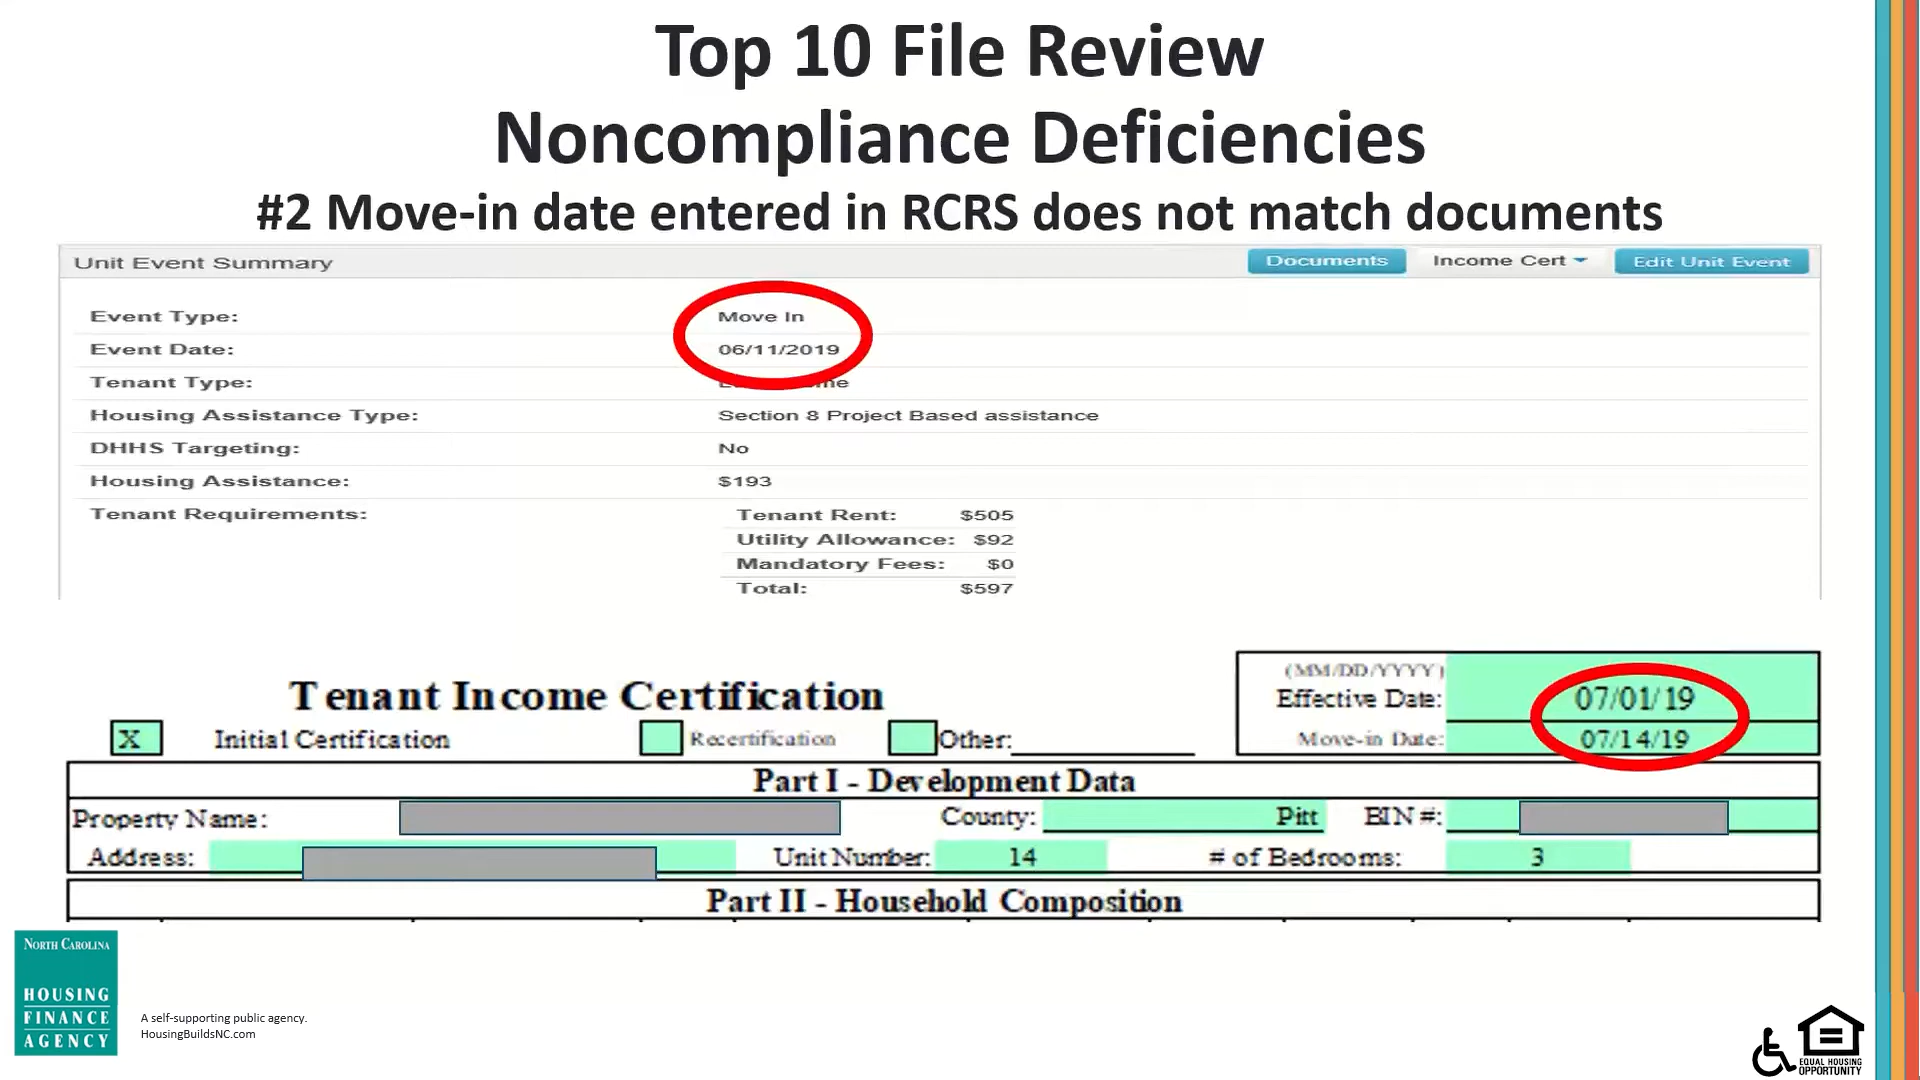 Top 10 File Review
Noncompliance Deficiencies
#2 Move-in date entered in RCRS does not match documents
Unit Event Summary
Documents
Income Cert
Edit Unit Event
Event Type: Move In
Event Date: 06/11/2019
Tenant Type:
Housing Assistance Type: Section 8 Project Based assistance
DHHS Targeting: No
Housing Assistance: $193
Tenant Requirements: Tenant Rent: $505
Utility Allowance: $92
Mandatory Fees: $0
Total: $597
(MM/DD/YYYY)
Tenant Income Certification Effective Date: 07/01/19
X Initial Certification Recertification Other: Move-in Date: 07/14/19
Part I - Development Data
Property Name: County: Pitt BIN #:
Address: Unit Number: 14 # of Bedrooms: 3
Part II - Household Composition
NORTH CAROLINA
HOUSING
FINANCE
AGENCY
A self-supporting public agency.
HousingBuildsNC.com
EQUAL HOUSING
OPPORTUNITY